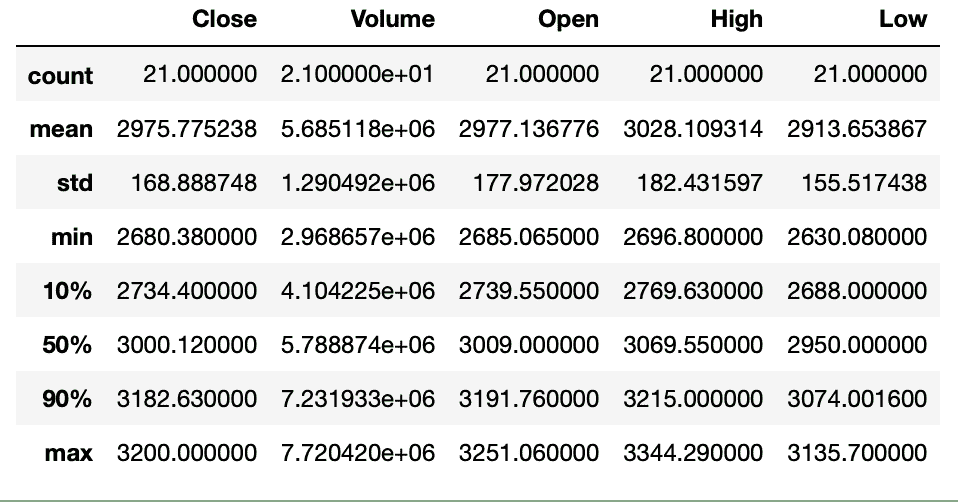 Close Volume Open High Low
count 21.000000 2.100000e+01 21.000000 21.000000 21.000000
mean 2975.775238 5.685118e+06 2977.136776 3028.109314 2913.653867
std 168.888748 1.290492e+06 177.972028 182.431597 155.517438
min 2680.380000 2.968657e+06 2685.065000 2696.800000 2630.080000
10% 2734.400000 4.104225e+06 2739.550000 2769.630000 2688.000000
50% 3000.120000 5.788874e+06 3009.000000 3069.550000 2950.000000
90% 3182.630000 7.231933e+06 3191.760000 3215.000000 3074.001600
max 3200.000000 7.720420e+06 3251.060000 3344.290000 3135.700000